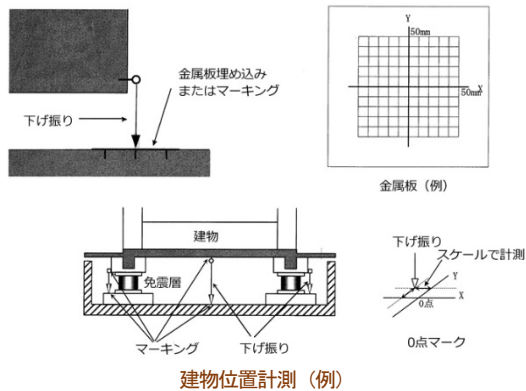 金属板埋め込み
またはマーキング
下げ振り
Y
50mm
X
50mm
金属板（例）
建物
免震層
マーキング
下げ振り
下げ振り
スケールで計測
Y
X
0点
0点マーク
建物位置計測（例）